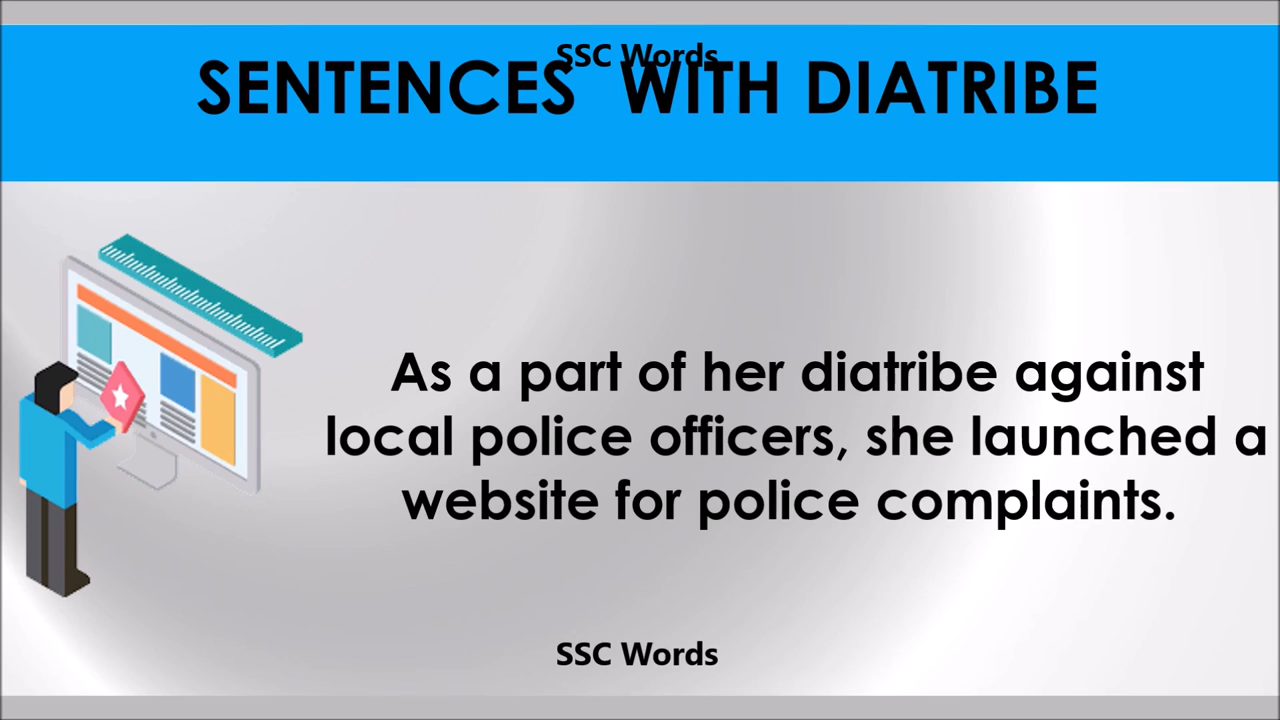 SSC Words
SENTENCES WITH DIATRIBE
As a part of her diatribe against
local police officers, she launched a
website for police complaints.
SSC Words